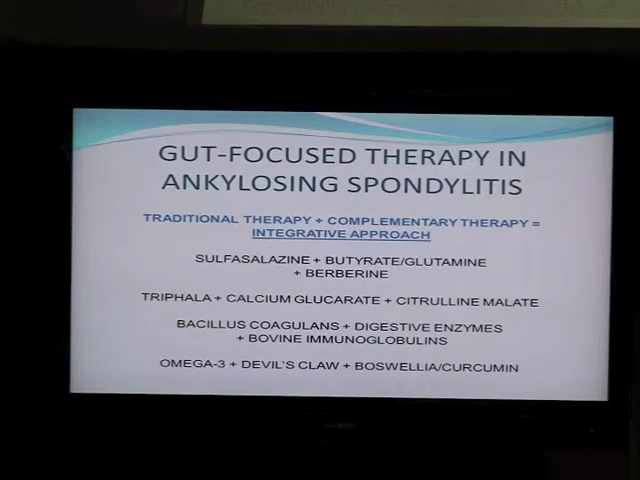 GUT-FOCUSED THERAPY IN
ANKYLOSING SPONDYLITIS
TRADITIONAL THERAPY + COMPLEMENTARY THERAPY =
INTEGRATIVE APPROACH
SULFASALAZINE + BUTYRATE/GLUTAMINE
+ BERBERINE
TRIPHALA + CALCIUM GLUCARATE + CITRULLINE MALATE
BACILLUS COAGULANS + DIGESTIVE ENZYMES
+ BOVINE IMMUNOGLOBULINS
OMEGA-3 + DEVIL'S CLAW + BOSWELLIA/CURCUMIN